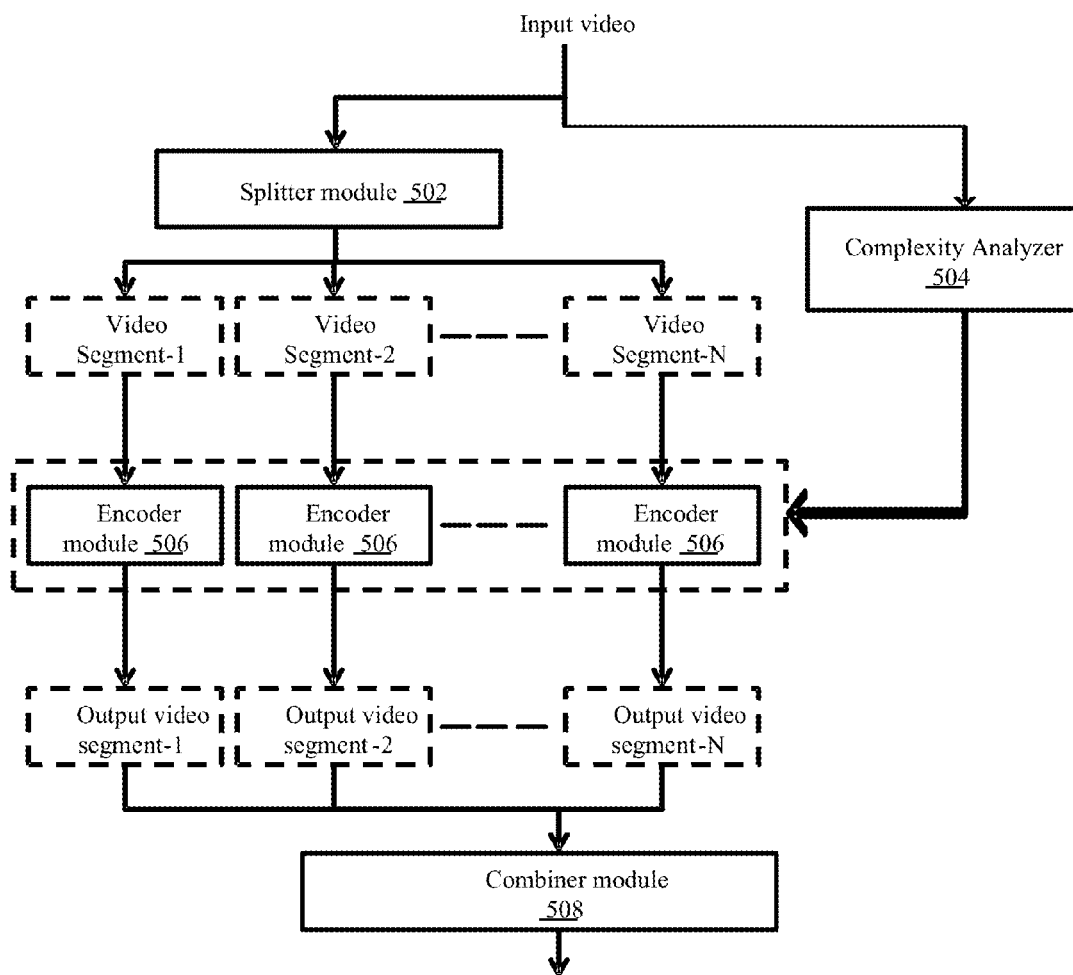 Input video
Splitter module 502
Complexity Analyzer
504
Video
Segment-1
Video
Segment-2
Video
Segment-N
Encoder
module 506
Encoder
module 506
Encoder
module 506
Output video
segment-1
Output video
segment-2
Output video
segment-N
Combiner module
508